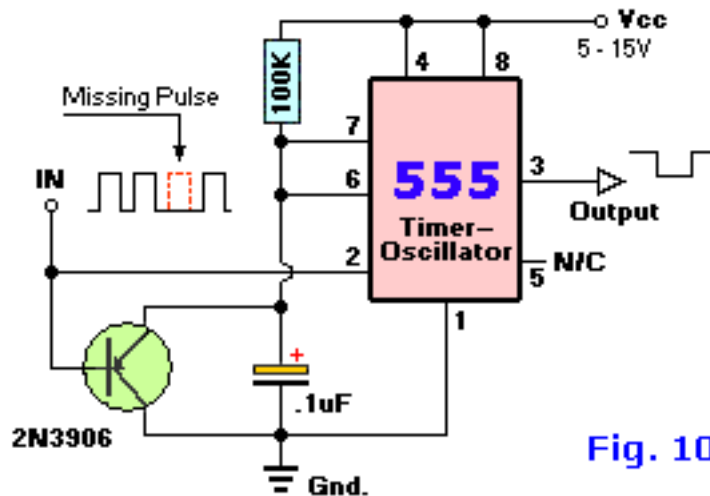 Vcc
5 - 15V
100K
4
8
Missing Pulse
7
IN
6
555
3
Timer–
Oscillator
Output
2
N/C
5
1
+
.1uF
2N3906
Gnd.
Fig. 10